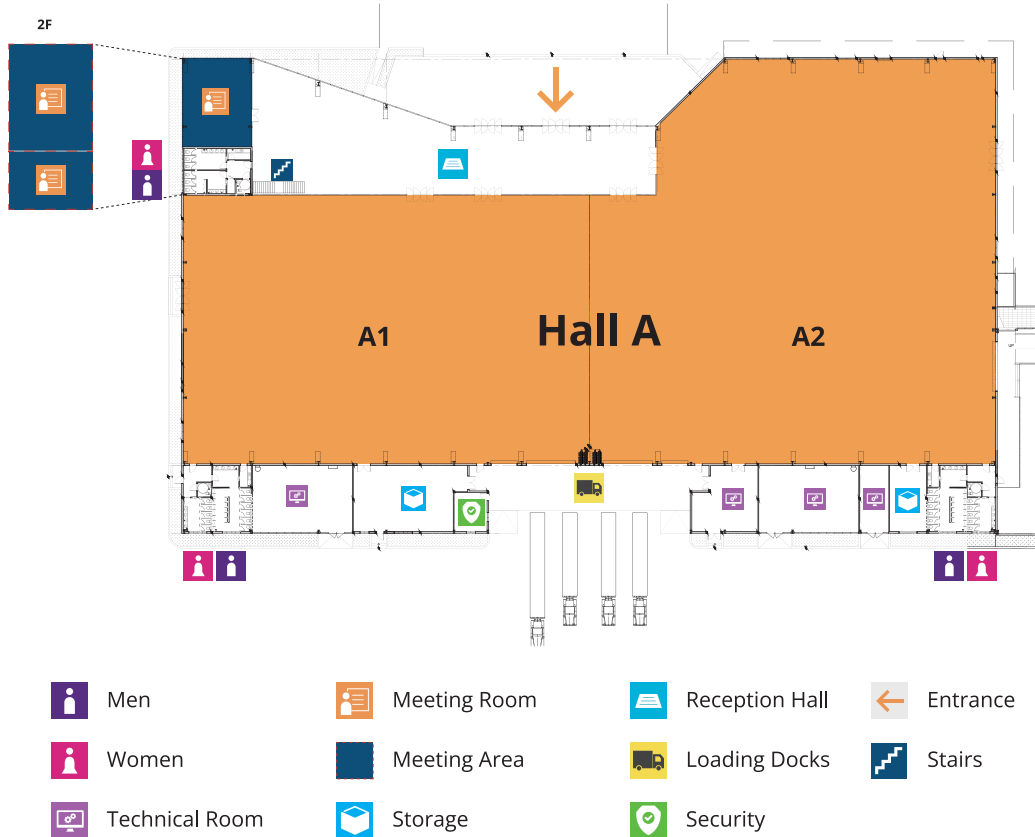 2F
A1
Hall A
A2
UP
Men
Meeting Room
Reception Hall
Entrance
Women
Meeting Area
Loading Docks
Stairs
Technical Room
Storage
Security